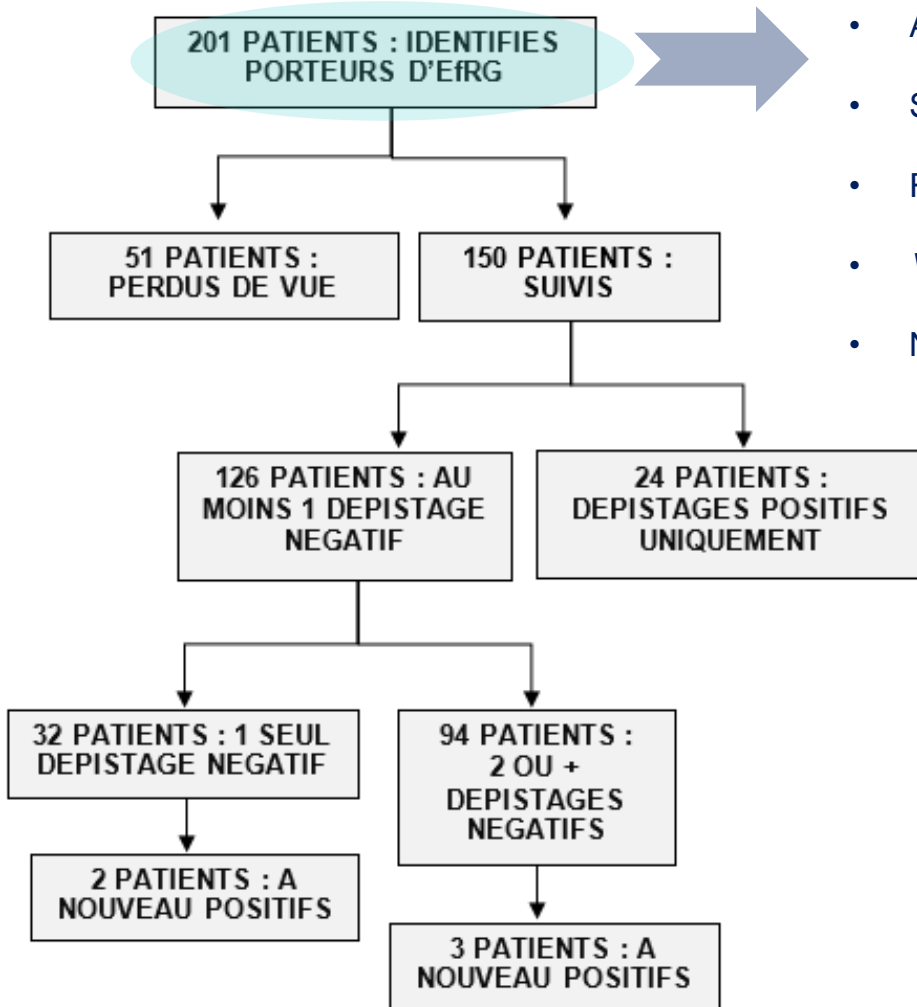 201 PATIENTS : IDENTIFIES
PORTEURS D'EfRG
51 PATIENTS :
PERDUS DE VUE
150 PATIENTS :
SUIVIS
126 PATIENTS : AU
MOINS 1 DEPISTAGE
NEGATIF
24 PATIENTS :
DEPISTAGES POSITIFS
UNIQUEMENT
32 PATIENTS : 1 SEUL
DEPISTAGE NEGATIF
94 PATIENTS :
2 OU +
DEPISTAGES
NEGATIFS
2 PATIENTS : A
NOUVEAU POSITIFS
3 PATIENTS : A
NOUVEAU POSITIFS